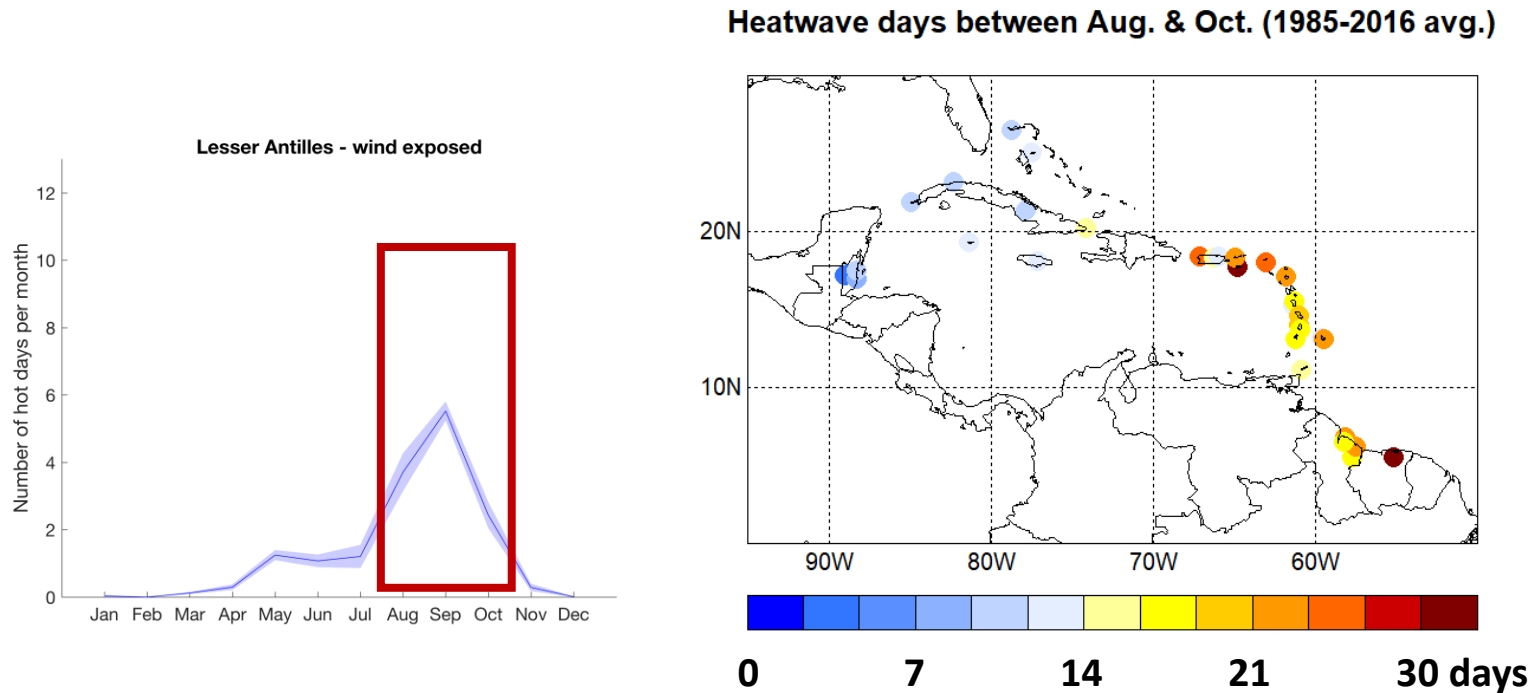 Heatwave days between Aug. & Oct. (1985-2016 avg.)
Lesser Antilles - wind exposed
Number of hot days per month
12
10
8
6
4
2
0
Jan Feb Mar Apr May Jun Jul Aug Sep Oct Nov Dec
20N
10N
90W 80W 70W 60W
0 7 14 21 30 days